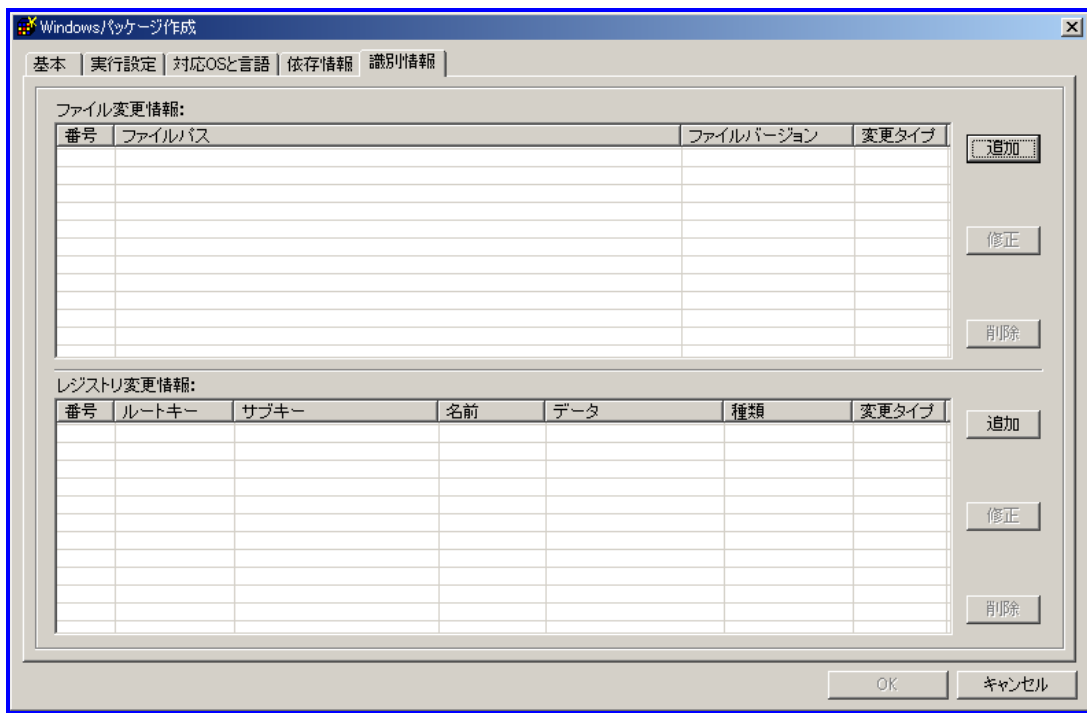 Windowsパッケージ作成
基本 実行設定 対応OSと言語 依存情報 識別情報
ファイル変更情報:
番号 ファイルパス ファイルバージョン 変更タイプ
追加
修正
削除
レジストリ変更情報:
番号 ルートキー サブキー 名前 データ 種類 変更タイプ
追加
修正
削除
OK キャンセル